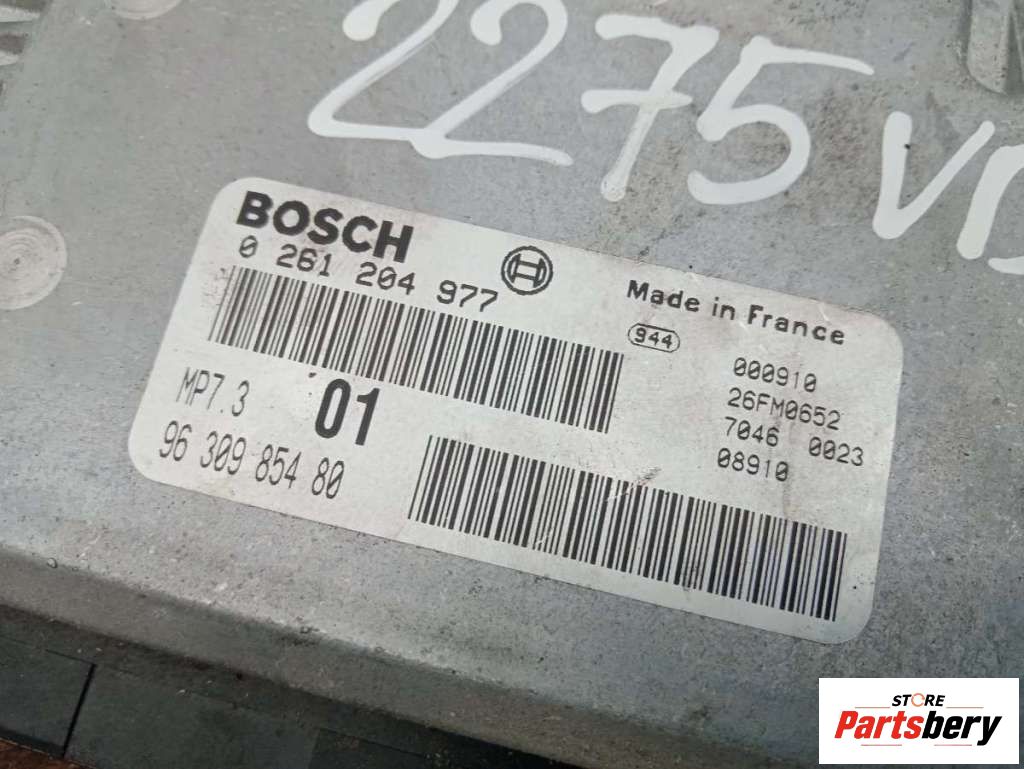 2275
BOSCH
0 261 204 977
Made in France
944
000910
26FM0652
7046 0023
08910
MP7.3
01
96 309 854 80
STORE
Partsbery